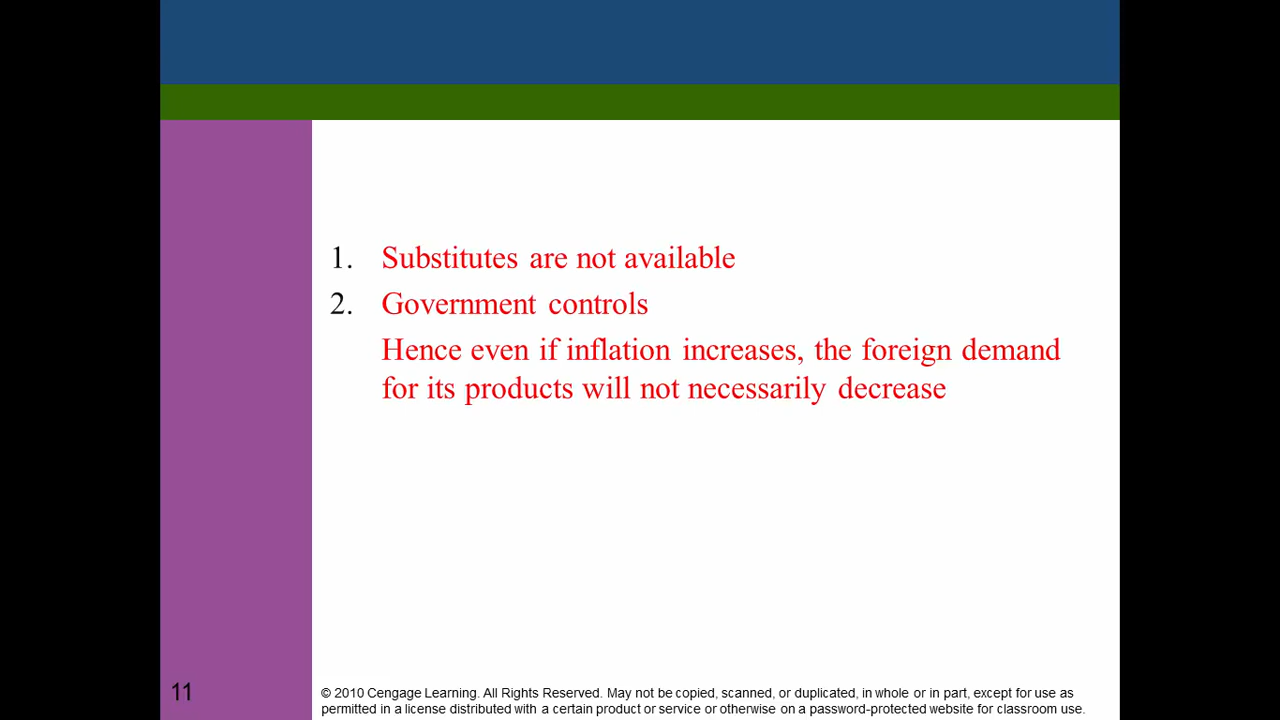 1. Substitutes are not available
2. Government controls
Hence even if inflation increases, the foreign demand
for its products will not necessarily decrease
11
© 2010 Cengage Learning. All Rights Reserved. May not be copied, scanned, or duplicated, in whole or in part, except for use as
permitted in a license distributed with a certain product or service or otherwise on a password-protected website for classroom use.